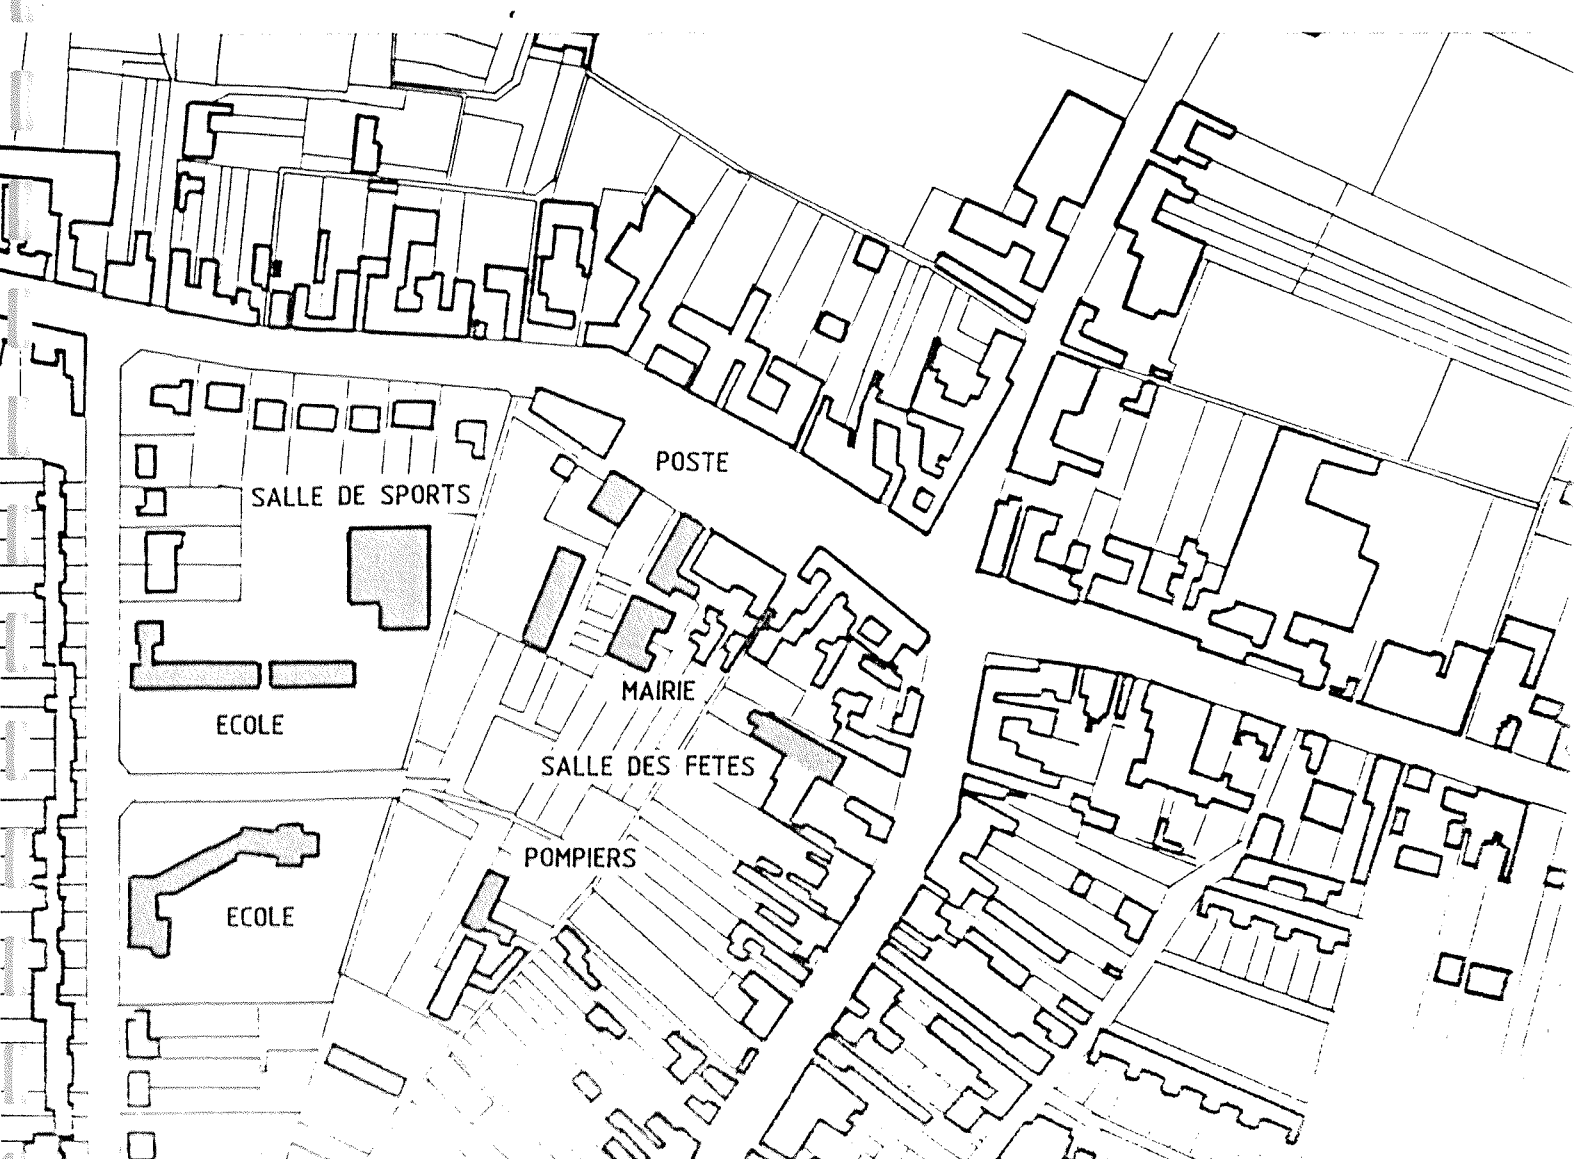 POSTE
SALLE DE SPORTS
MAIRIE
ECOLE
SALLE DES FETES
POMPIERS
ECOLE